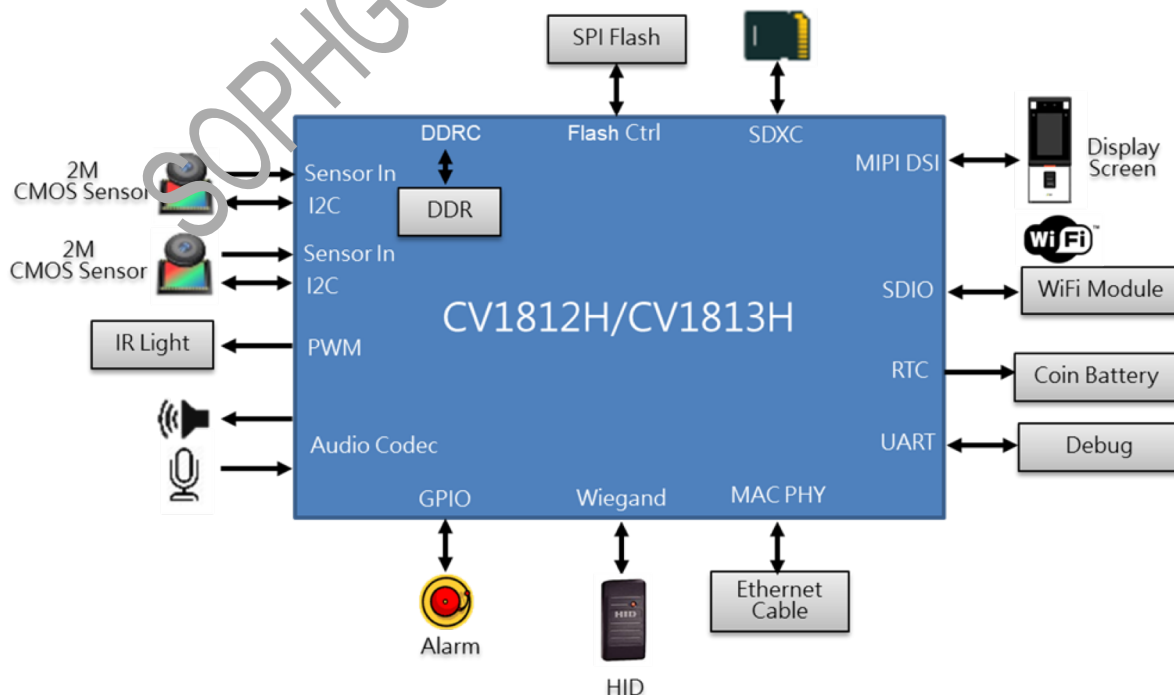 SOPHGO
SPI Flash
DDRC
Flash Ctrl
SDXC
MIPI DSI
Display
Screen
2M
CMOS Sensor
Sensor In
I2C
DDR
WiFi
2M
CMOS Sensor
Sensor In
I2C
SDIO
WiFi Module
CV1812H/CV1813H
IR Light
PWM
RTC
Coin Battery
Audio Codec
UART
Debug
GPIO
Wiegand
MAC PHY
Alarm
HID
Ethernet
Cable
HID